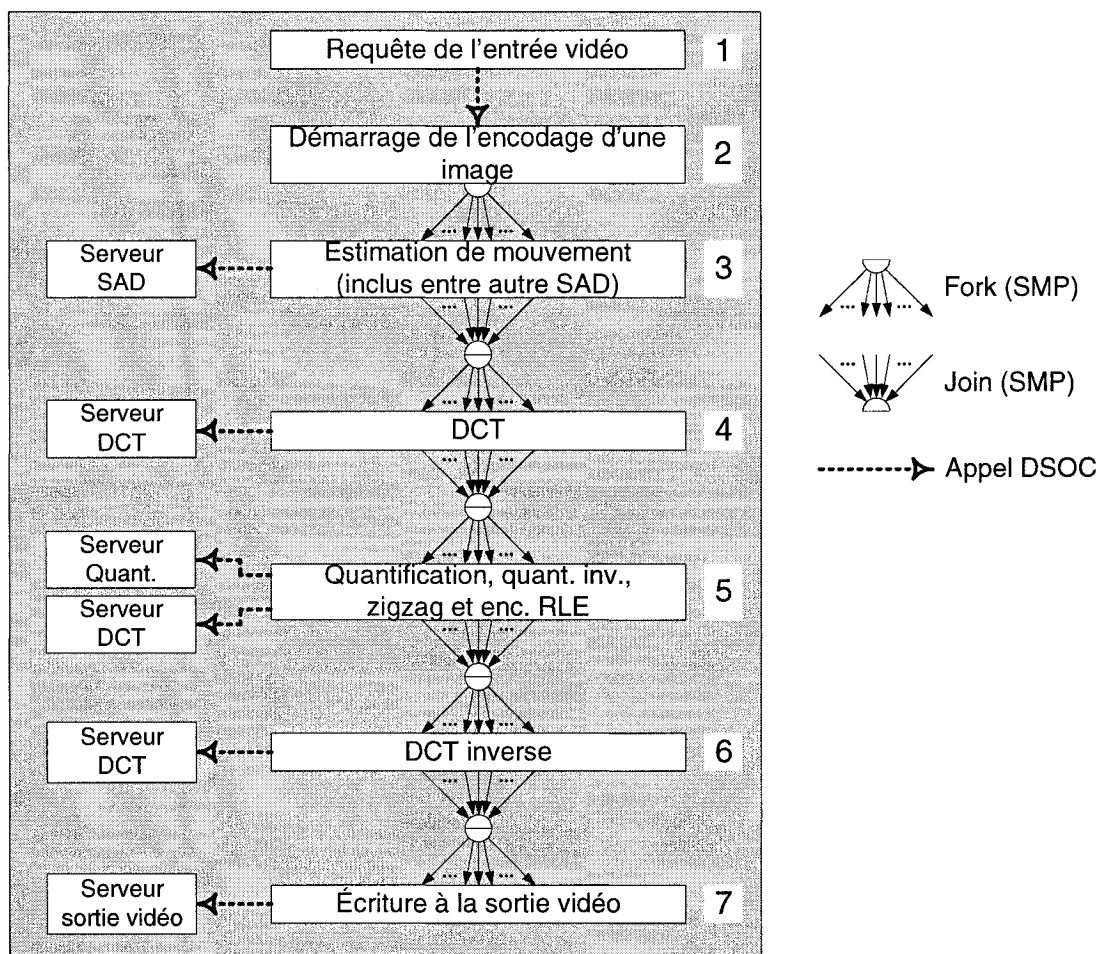 Requête de l'entrée vidéo
1
Démarrage de l'encodage d'une
image
2
...
...
Serveur
SAD
Estimation de mouvement
(inclus entre autre SAD)
3
...
...
...
...
Serveur
DCT
DCT
4
...
...
...
...
Serveur
Quant.
Serveur
DCT
Quantification, quant. inv.,
zigzag et enc. RLE
5
...
...
...
...
Serveur
DCT
DCT inverse
6
...
...
...
...
Serveur
sortie vidéo
Écriture à la sortie vidéo
7
...
...
Fork (SMP)
...
...
Join (SMP)
Appel DSOC